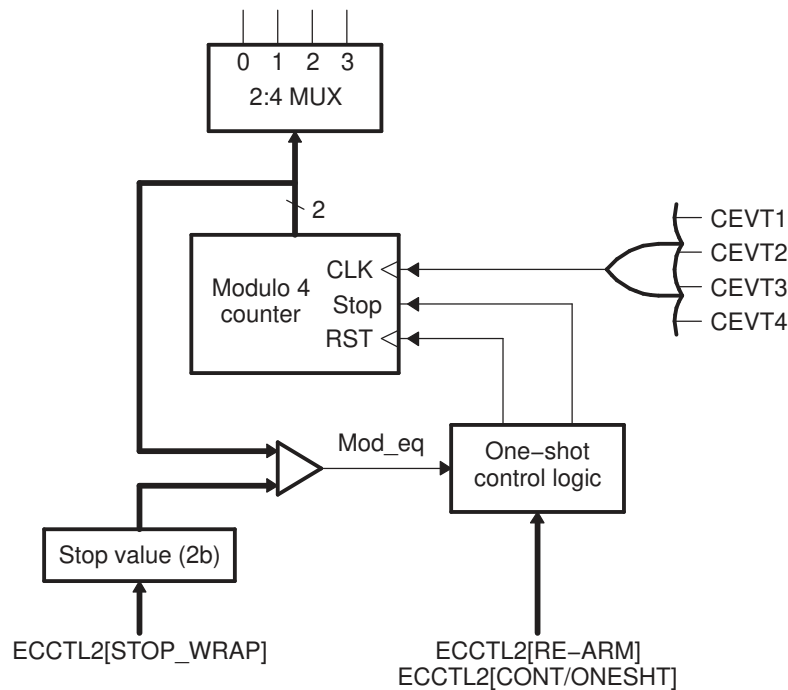 0 1 2 3
2:4 MUX
2
CEVT1
CEVT2
CEVT3
CEVT4
CLK
Modulo 4
counter
Stop
RST
Mod_eq
One−shot
control logic
Stop value (2b)
ECCTL2[STOP_WRAP]
ECCTL2[RE−ARM]
ECCTL2[CONT/ONESHT]